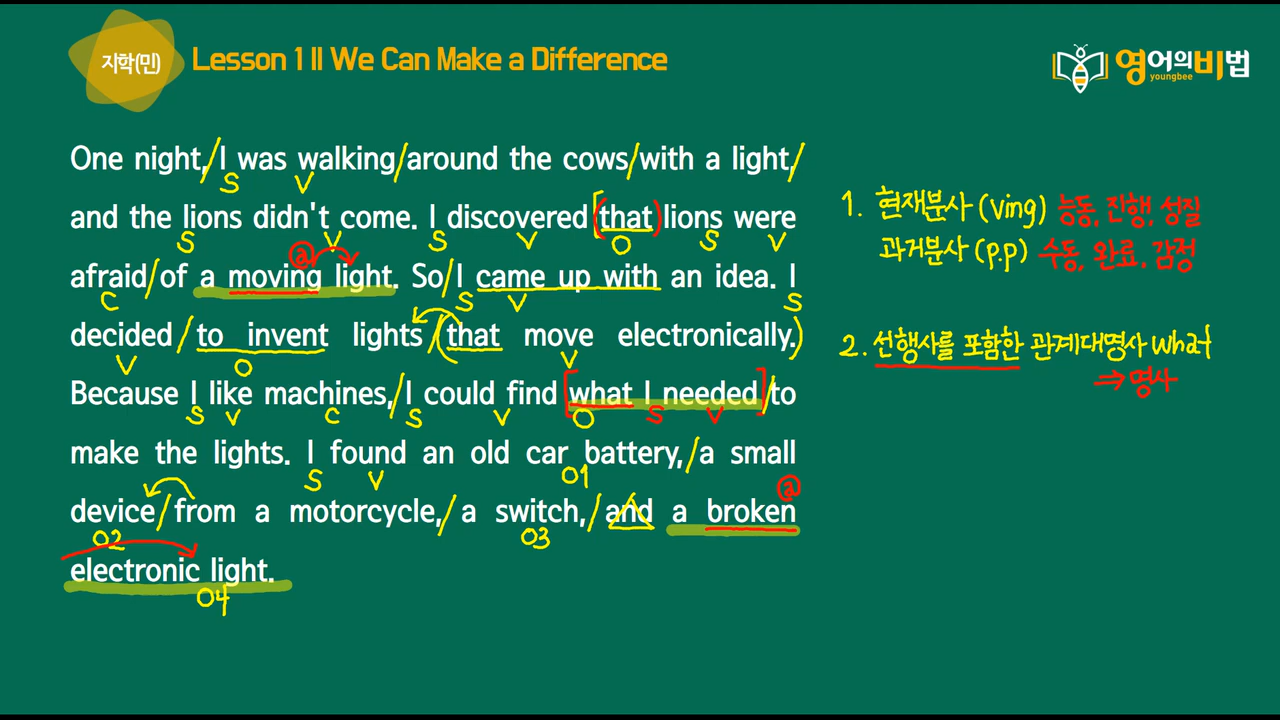 지학(민) Lesson 1 II We Can Make a Difference
영어의비법
youngbee
One night, / I was walking / around the cows / with a light, /
S V
and the lions didn't come. I discovered [(that) lions were
S V S V O S V
ⓐ
afraid / of a moving light. So / I came up with an idea. I
C S V S
decided / to invent lights / (that move electronically.)
V O V
Because I like machines, / I could find [what I needed] / to
S V C S V O S V
make the lights. I found an old car battery, / a small
S V O1
ⓐ
device / from a motorcycle, / a switch, / and a broken
O2 O3
electronic light.
O4
1. 현재분사 (Ving) 능동, 진행, 성질
과거분사 (p.p) 수동, 완료, 감정
2. 선행사를 포함한 관계대명사 what
⇒ 명사